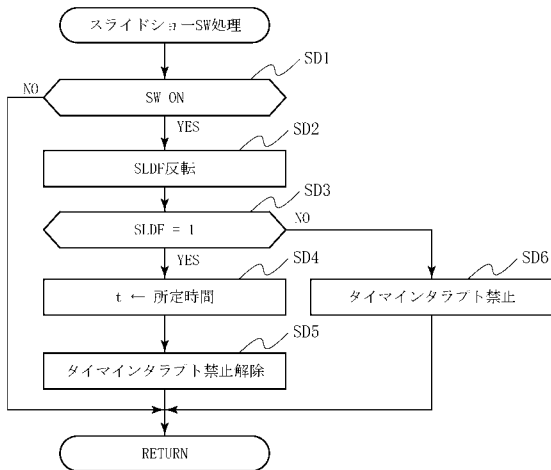 スライドショーSW処理
SD1
NO
SW ON
YES
SD2
SLDF反転
SD3
SLDF = 1
NO
YES
SD4
SD6
t ← 所定時間
タイマインタラプト禁止
SD5
タイマインタラプト禁止解除
RETURN